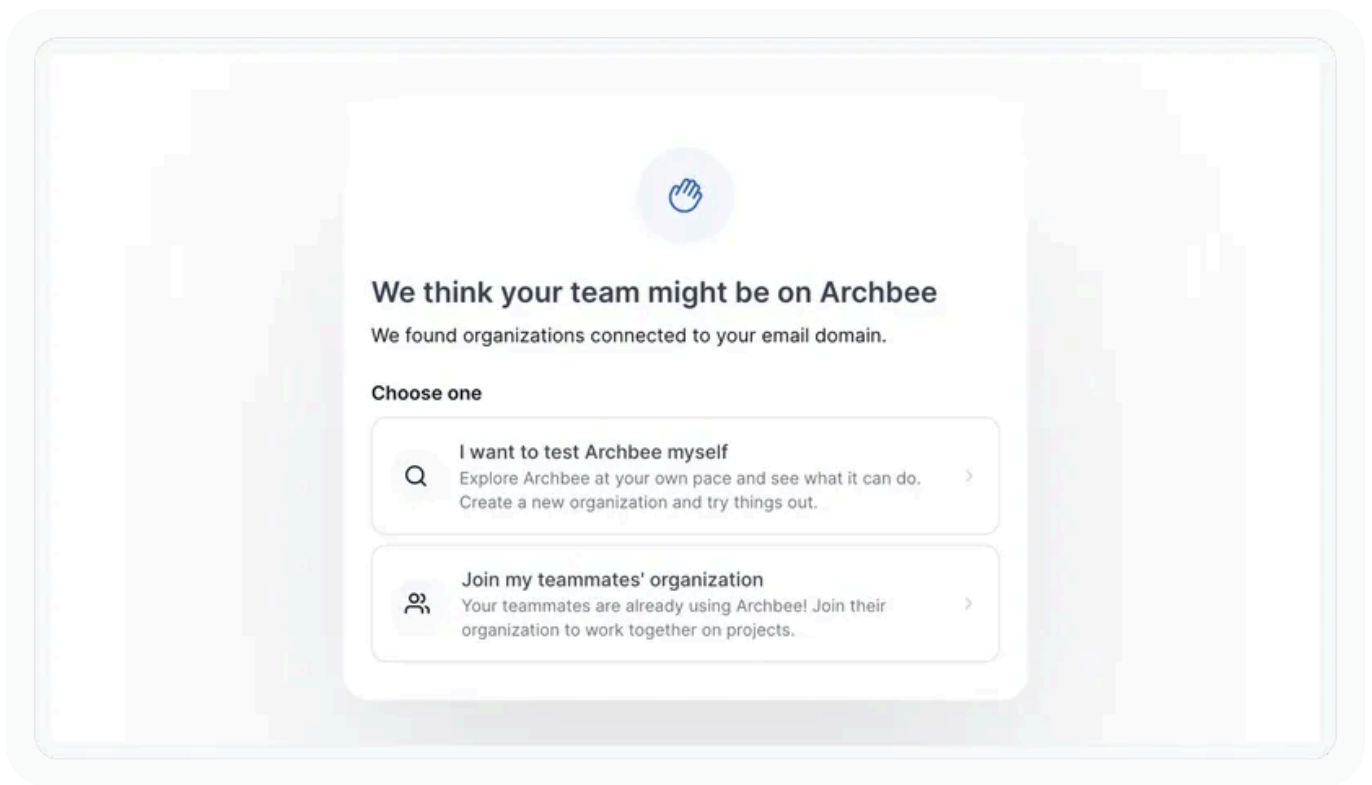 We think your team might be on Archbee
We found organizations connected to your email domain.
Choose one
I want to test Archbee myself
Explore Archbee at your own pace and see what it can do.
Create a new organization and try things out.
Join my teammates' organization
Your teammates are already using Archbee! Join their
organization to work together on projects.